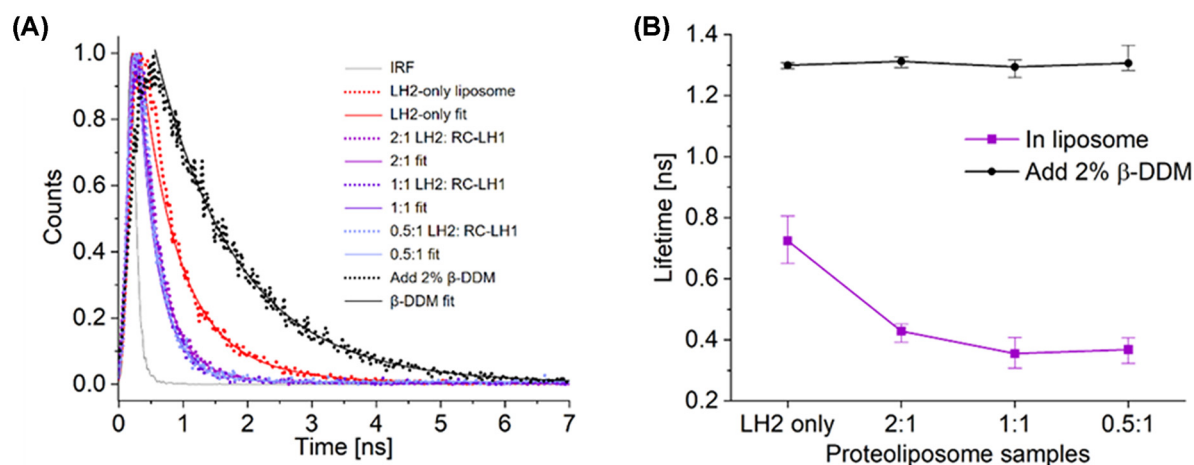 (A)
1.0
0.8
0.6
0.4
0.2
0.0
Counts
0
1
2
3
4
5
6
7
Time [ns]
IRF
LH2-only liposome
LH2-only fit
2:1 LH2: RC-LH1
2:1 fit
1:1 LH2: RC-LH1
1:1 fit
0.5:1 LH2: RC-LH1
0.5:1 fit
Add 2% β-DDM
β-DDM fit
(B)
1.4
1.2
1.0
0.8
0.6
0.4
0.2
Lifetime [ns]
In liposome
Add 2% β-DDM
LH2 only
2:1
1:1
0.5:1
Proteoliposome samples